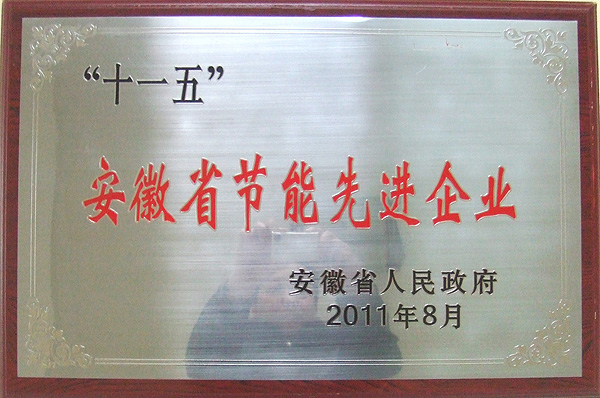 “十一五”
安徽省节能先进企业
安徽省人民政府
2011年8月